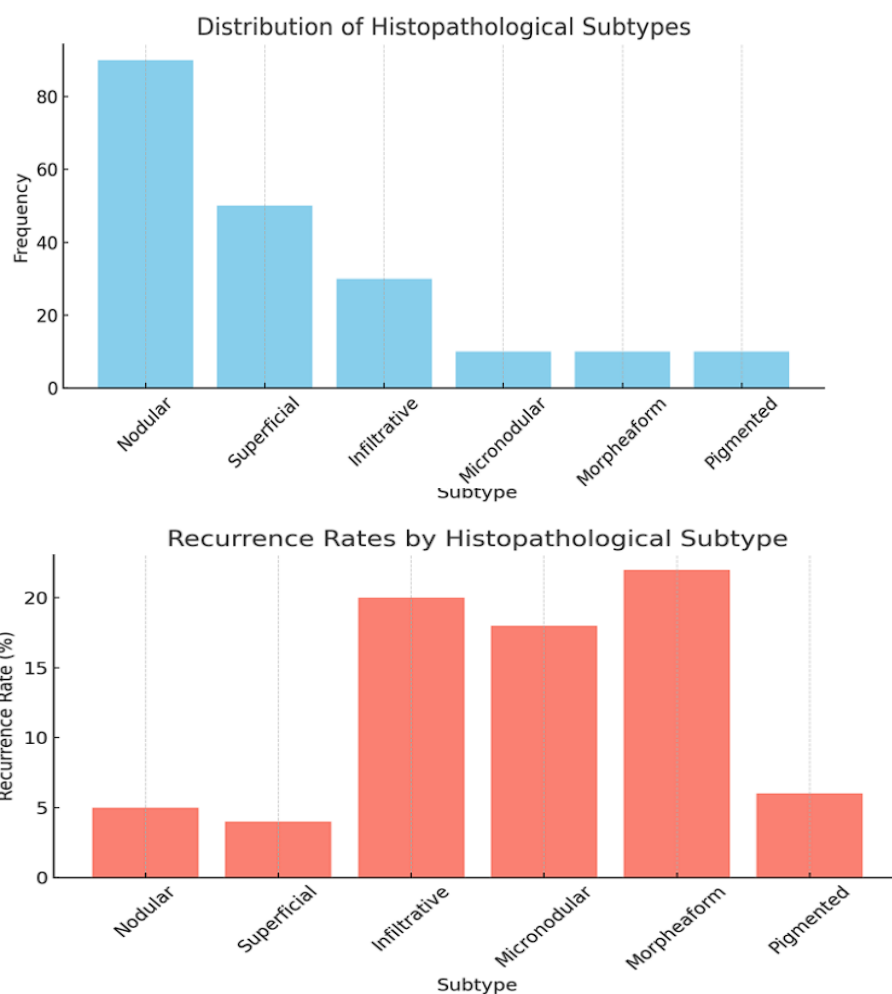 Distribution of Histopathological Subtypes
80
60
40
20
0
Frequency
Nodular
Superficial
Infiltrative
Micronodular
Morpheaform
Pigmented
Subtype
Recurrence Rates by Histopathological Subtype
20
15
10
5
0
Recurrence Rate (%)
Nodular
Superficial
Infiltrative
Micronodular
Morpheaform
Pigmented
Subtype